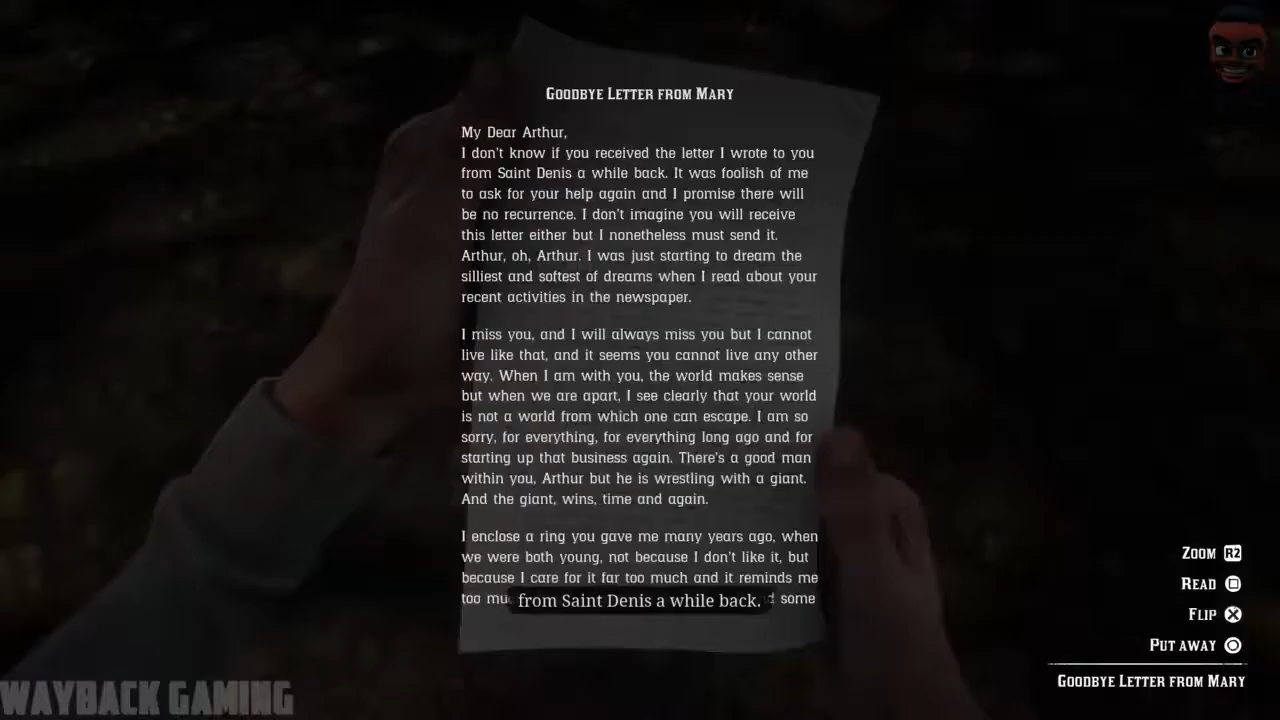 GOODBYE LETTER FROM MARY
My Dear Arthur,
I don't know if you received the letter I wrote to you
from Saint Denis a while back. It was foolish of me
to ask for your help again and I promise there will
be no recurrence. I don't imagine you will receive
this letter either but I nonetheless must send it.
Arthur, oh, Arthur. I was just starting to dream the
silliest and softest of dreams when I read about your
recent activities in the newspaper.
I miss you, and I will always miss you but I cannot
live like that, and it seems you cannot live any other
way. When I am with you, the world makes sense
but when we are apart, I see clearly that your world
is not a world from which one can escape. I am so
sorry, for everything, for everything long ago and for
starting up that business again. There's a good man
within you, Arthur but he is wrestling with a giant.
And the giant, wins, time and again.
I enclose a ring you gave me many years ago, when
we were both young, not because I don't like it, but
because I care for it far too much and it reminds me
too some
from Saint Denis a while back.
ZOOM R2
READ
FLIP
PUT AWAY
GOODBYE LETTER FROM MARY
WAYBACK GAMING